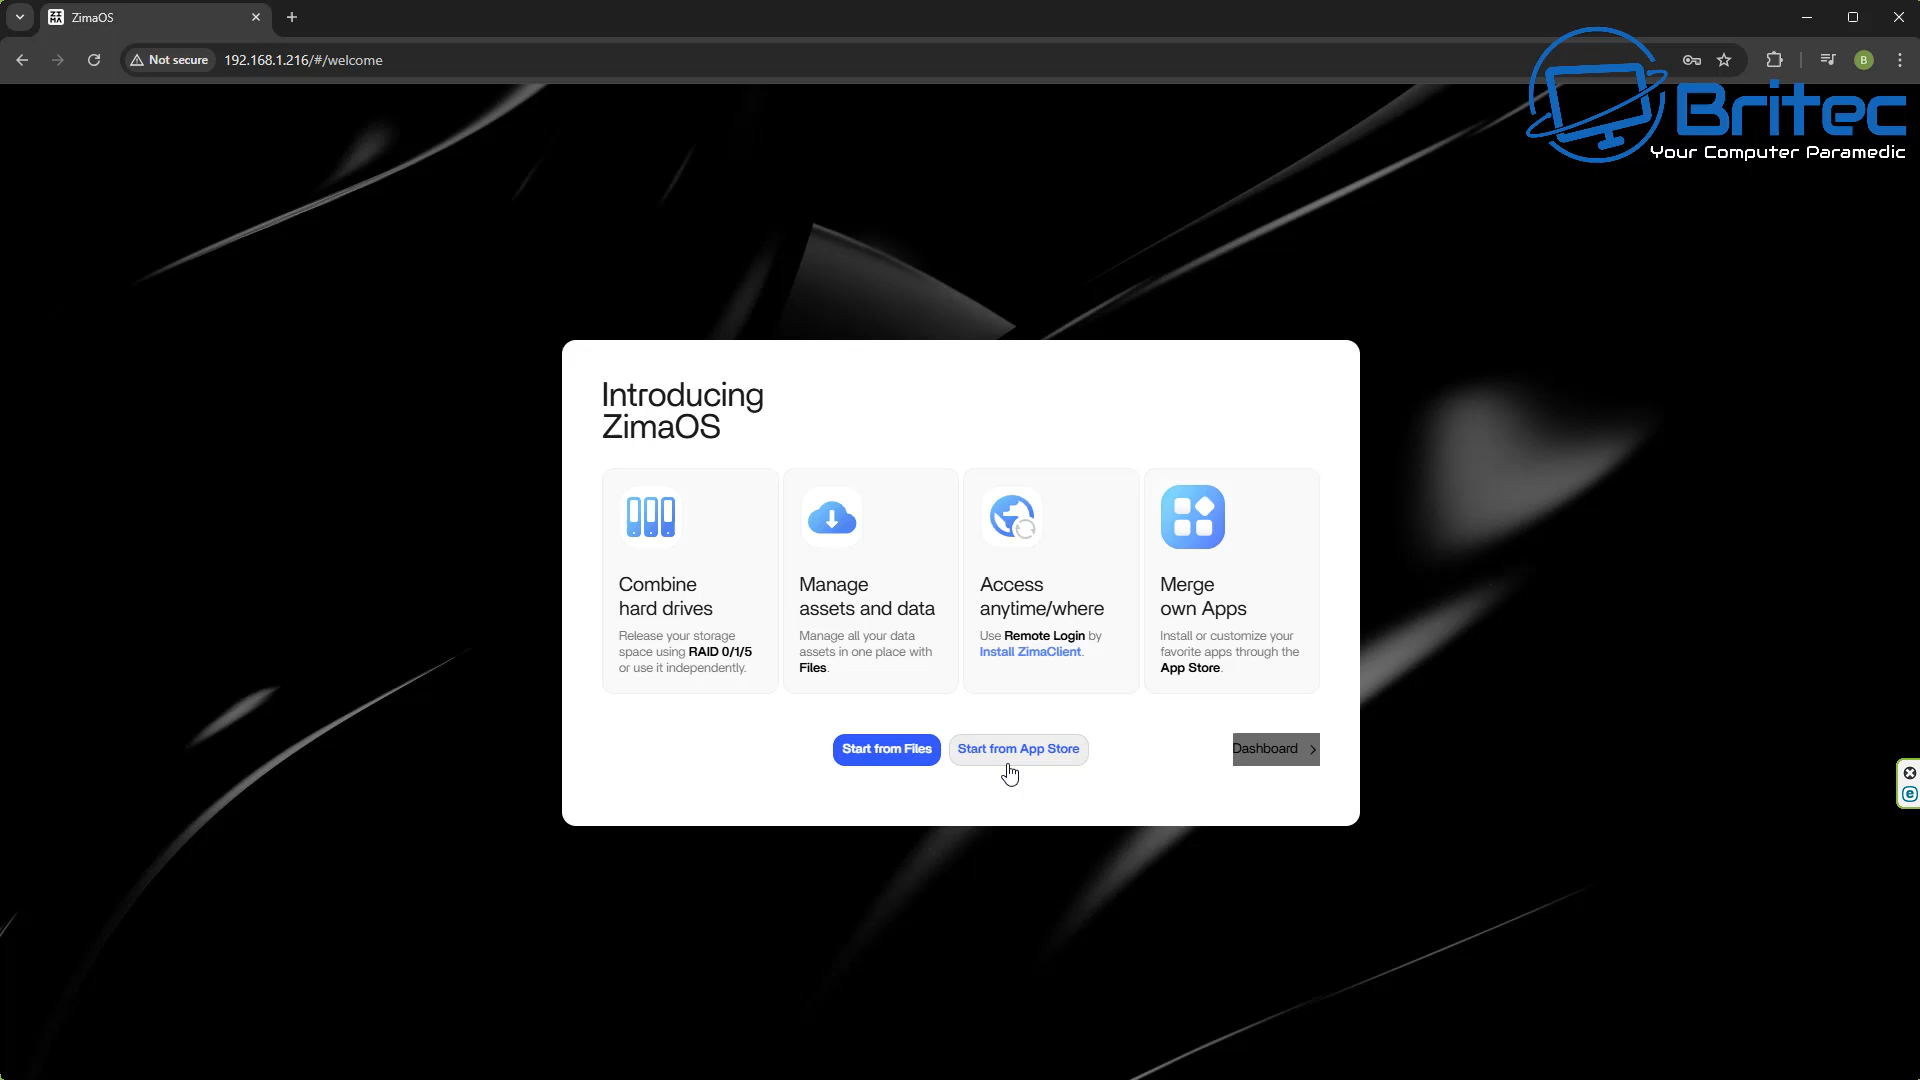 ZimaOS
Not secure
192.168.1.216/#/welcome
B
Britec
Your Computer Paramedic
Introducing
ZimaOS
Combine
hard drives
Release your storage
space using RAID 0/1/5
or use it independently.
Manage
assets and data
Manage all your data
assets in one place with
Files.
Access
anytime/where
Use Remote Login by
Install ZimaClient.
Merge
own Apps
Install or customize your
favorite apps through the
App Store.
Start from Files
Start from App Store
Dashboard